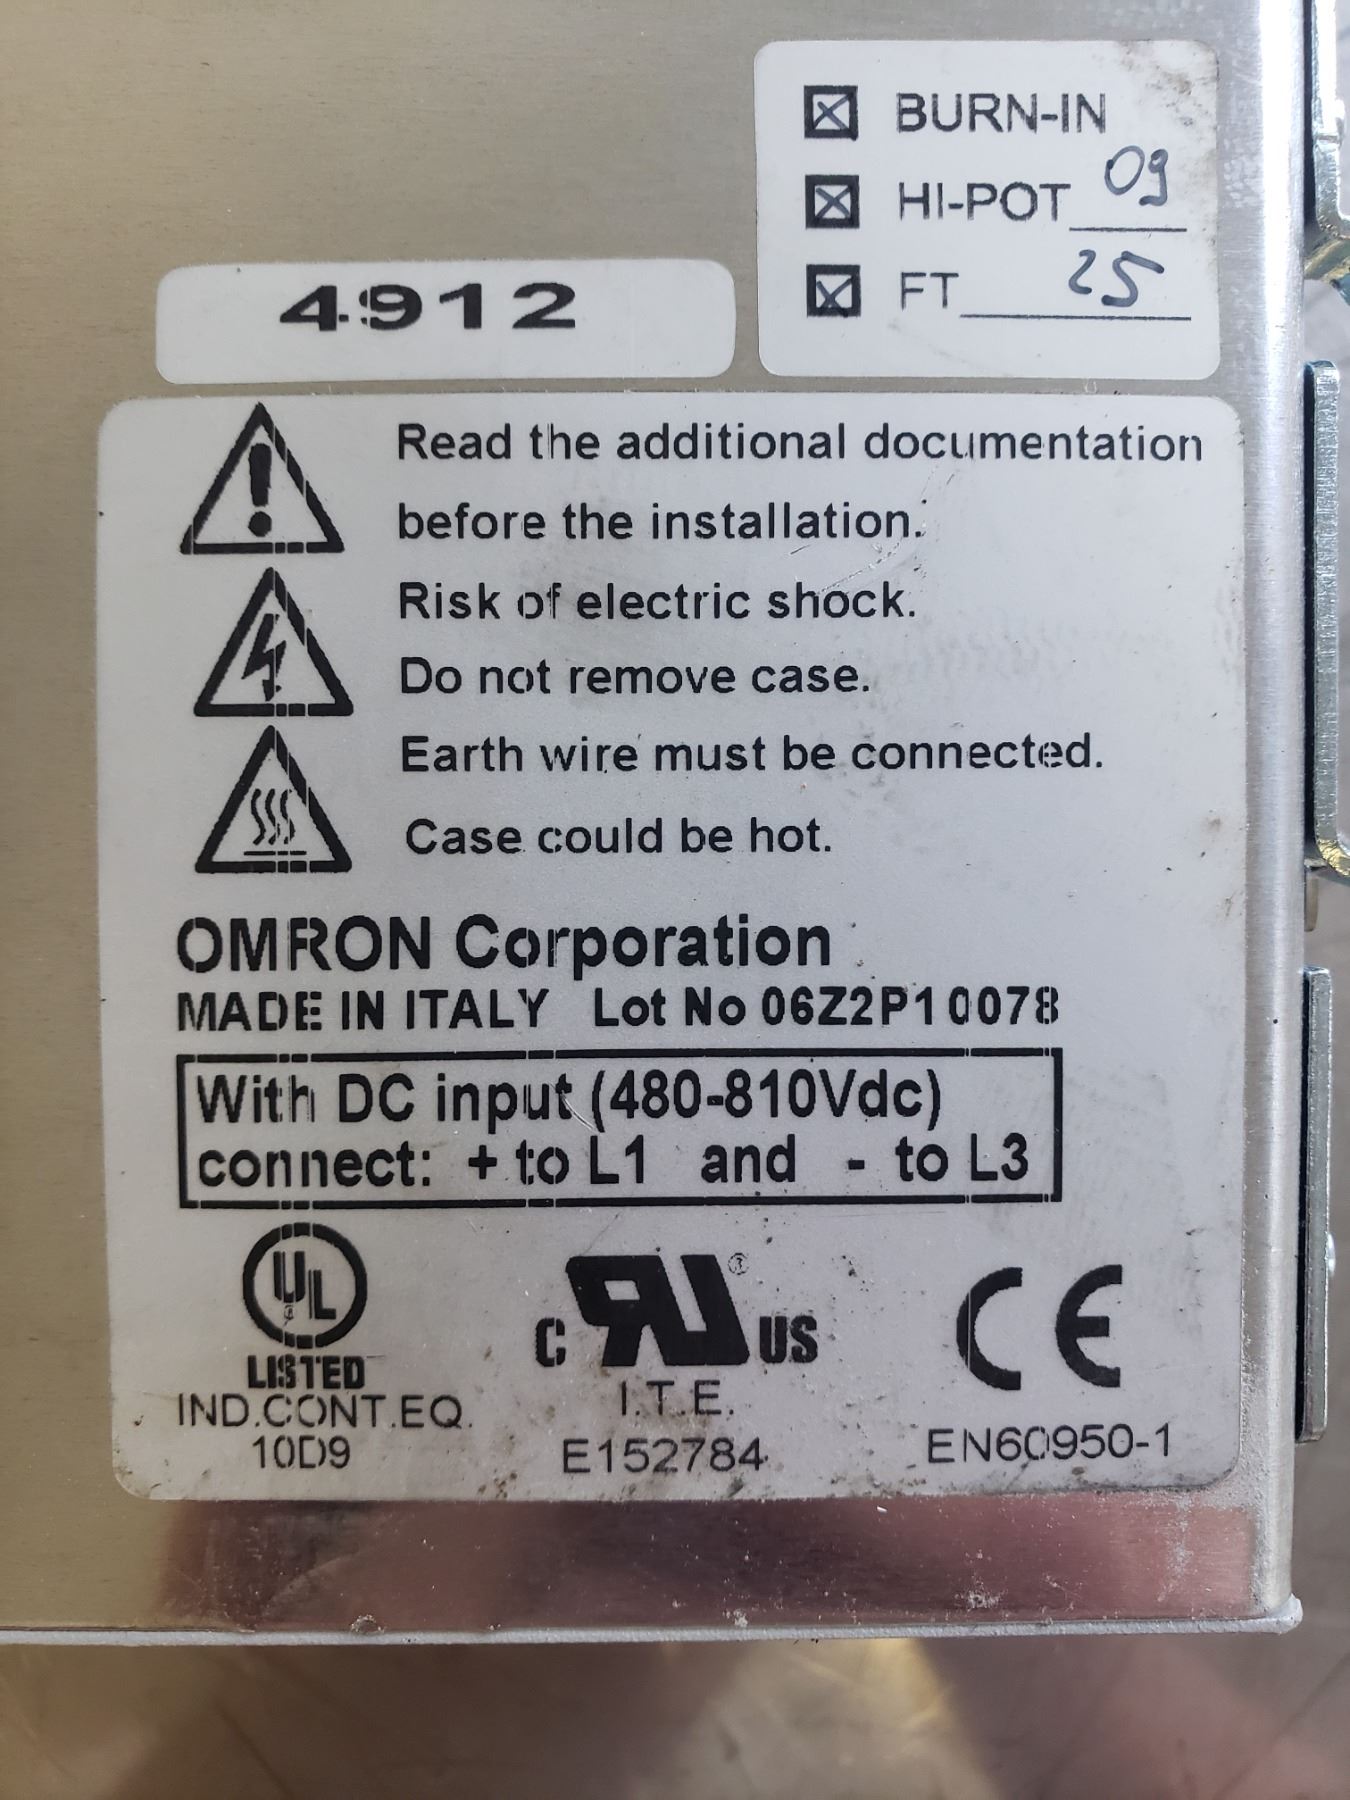 BURN-IN
HI-POT 09
FT 25
4912
Read the additional documentation
before the installation.
Risk of electric shock.
Do not remove case.
Earth wire must be connected.
Case could be hot.
OMRON Corporation
MADE IN ITALY Lot No 06Z2P10078
With DC input (480-810Vdc)
connect: + to L1 and - to L3
UL
LISTED
IND.CONT.EQ.
10D9
C RU® US
I.T.E.
E152784
CE
EN60950-1